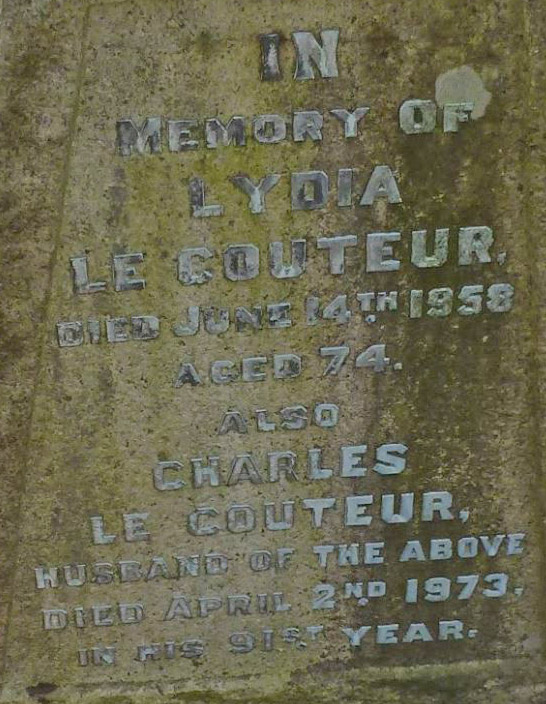 IN
MEMORY OF
LYDIA
LE COUTEUR,
DIED JUNE 14TH 1958
AGED 74.
ALSO
CHARLES
LE COUTEUR,
HUSBAND OF THE ABOVE
DIED APRIL 2ND 1973,
IN HIS 91ST YEAR.